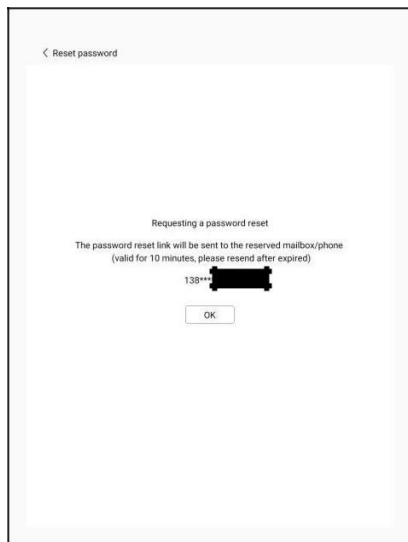 Reset password
Requesting a password reset
The password reset link will be sent to the reserved mailbox/phone
(valid for 10 minutes, please resend after expired)
138***
OK